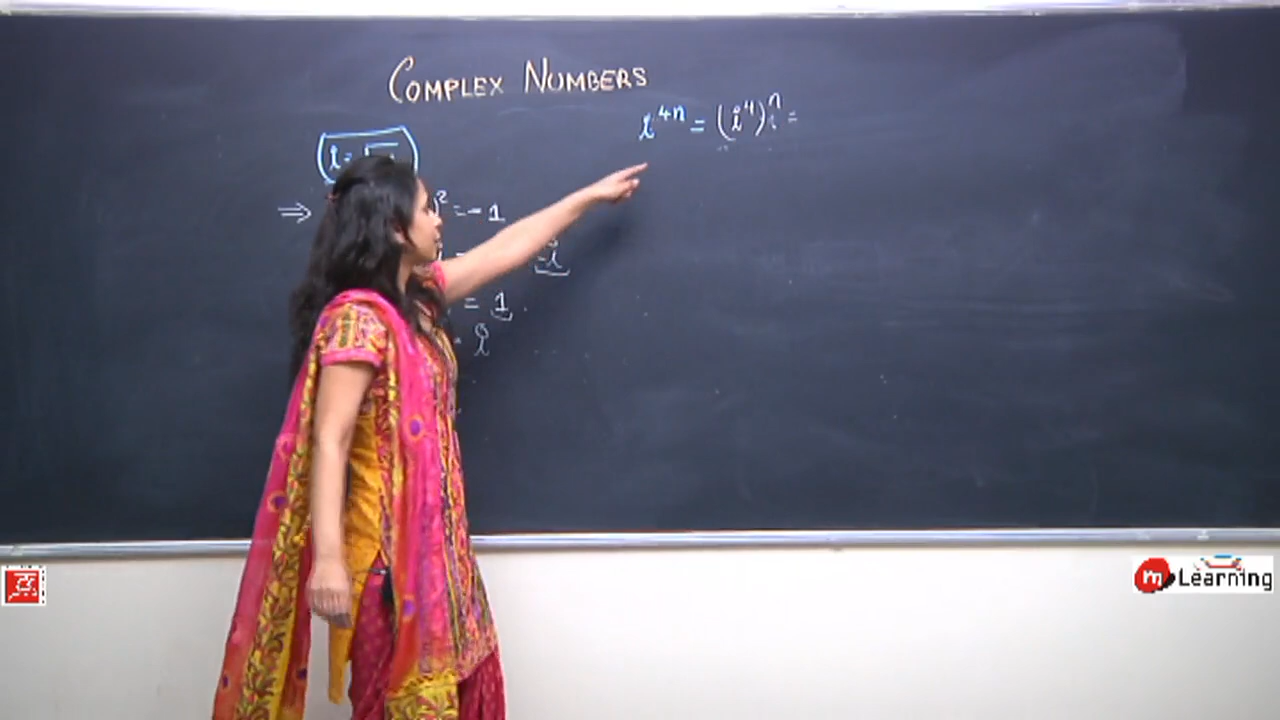 COMPLEX NUMBERS
i^4n = (i^4)^n =
i =
⇒ )² = -1
= -i
= 1.
= i
m Learning